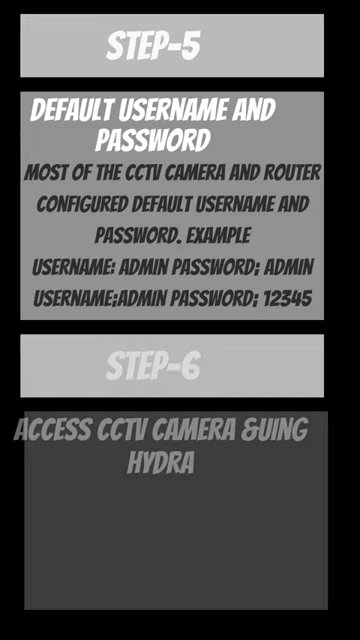 STEP-5
DEFAULT USERNAME AND
PASSWORD
MOST OF THE CCTV CAMERA AND ROUTER
CONFIGURED DEFAULT USERNAME AND
PASSWORD. EXAMPLE
USERNAME: ADMIN PASSWORD; ADMIN
USERNAME;ADMIN PASSWORD; 12345
STEP-6
ACCESS CCTV CAMERA &UING
HYDRA